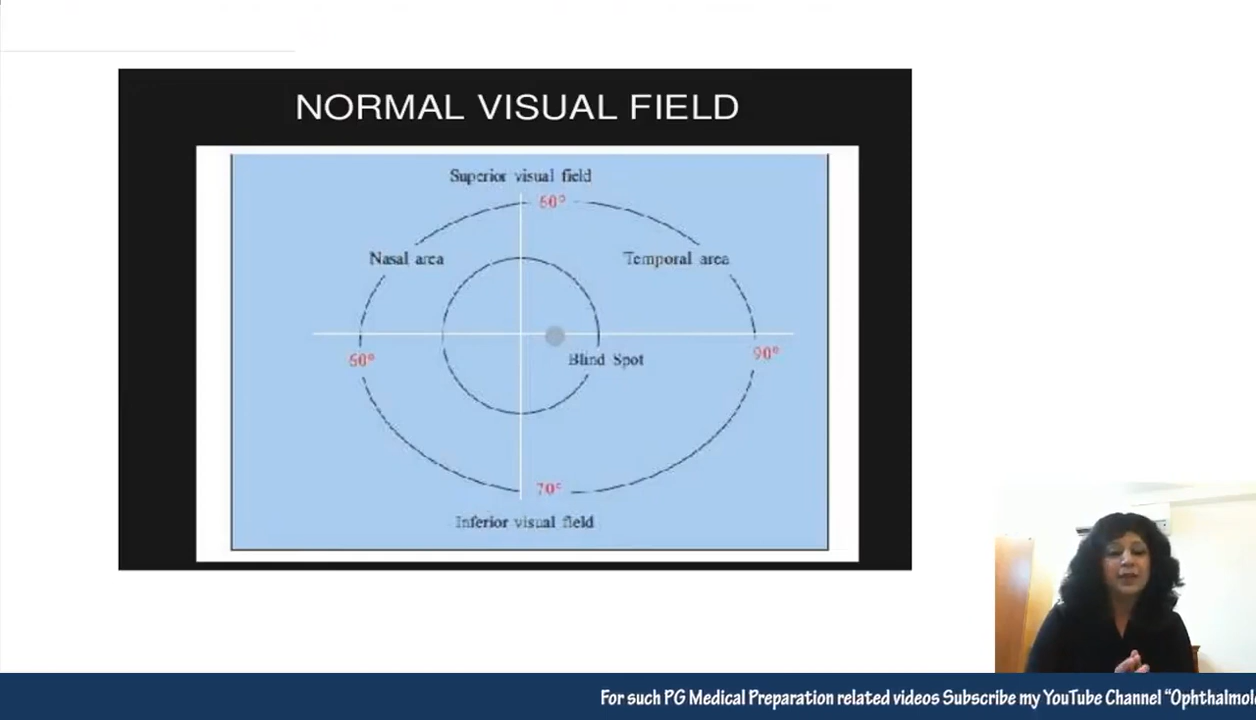 NORMAL VISUAL FIELD
Superior visual field
60°
Nasal area
Temporal area
60°
Blind Spot
90°
70°
Inferior visual field
For such PG Medical Preparation related videos Subscribe my YouTube Channel “Ophthalmol